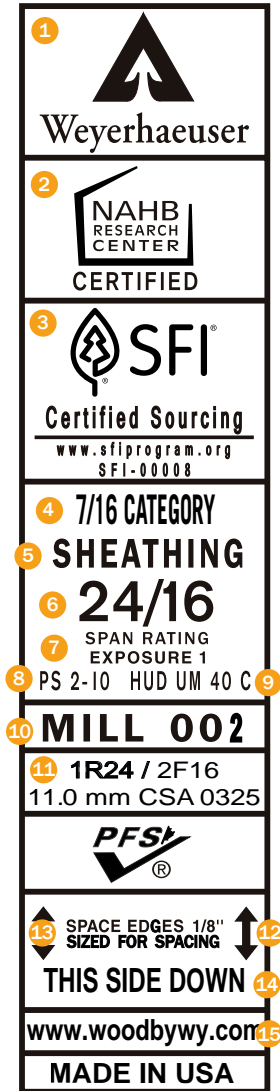 1
Weyerhaeuser
2
NAHB
RESEARCH
CENTER
CERTIFIED
3
SFI®
®
Certified Sourcing
www.sfiprogram.org
SFI-00008
4 7/16 CATEGORY
5 SHEATHING
6 24/16
7 SPAN RATING
EXPOSURE 1
8 PS 2-10 HUD UM 40 C 9
10 MILL 002
11 1R24 / 2F16
11.0 mm CSA 0325
PFS
®
13 SPACE EDGES 1/8" 12
SIZED FOR SPACING
THIS SIDE DOWN 14
www.woodbywy.com 15
MADE IN USA